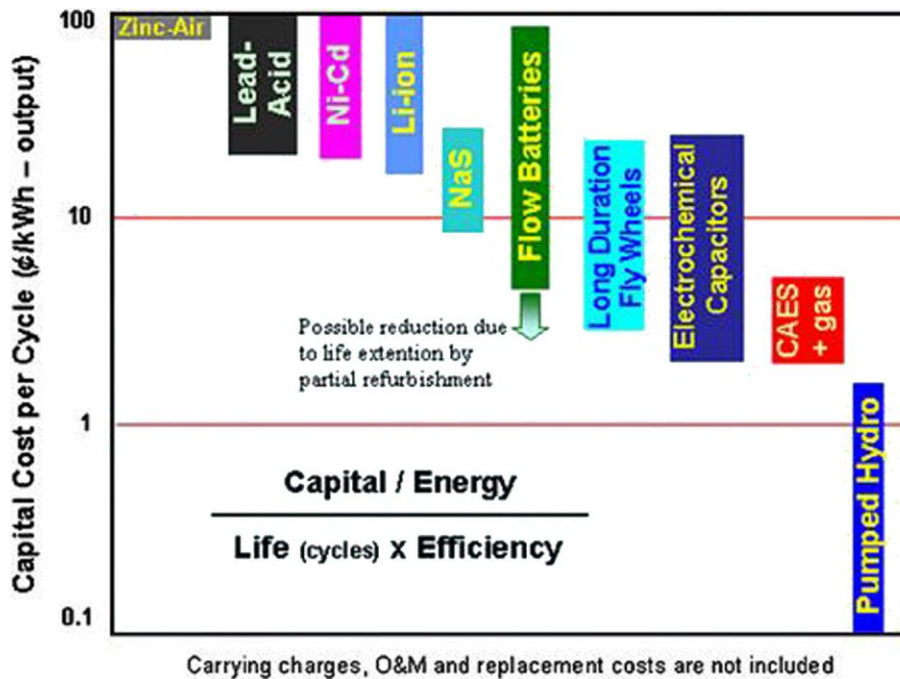 Capital Cost per Cycle (¢/kWh – output)
100
10
1
0.1
Zinc-Air
Lead-
Acid
Ni-Cd
Li-ion
NaS
Flow Batteries
Long Duration
Fly Wheels
Electrochemical
Capacitors
CAES
+ gas
Pumped Hydro
Possible reduction due
to life extention by
partial refurbishment
Capital / Energy
Life (cycles) x Efficiency
Carrying charges, O&M and replacement costs are not included